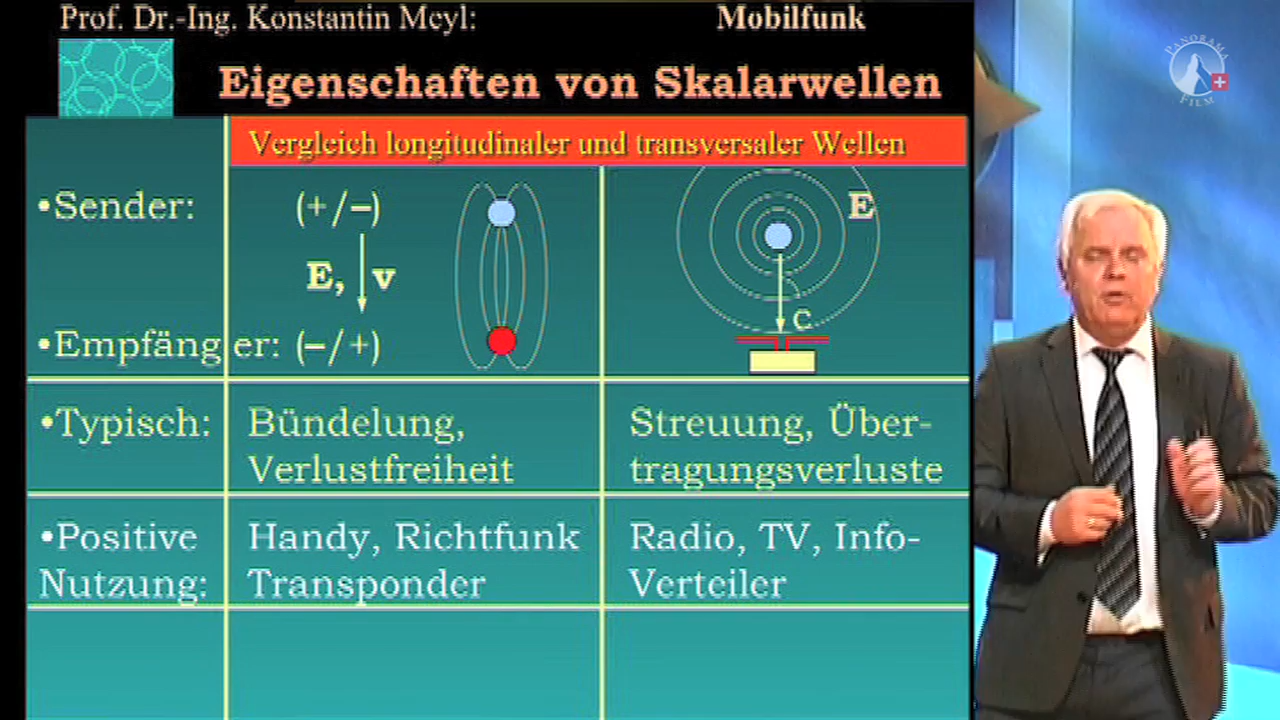 Prof. Dr.-Ing. Konstantin Meyl:
Mobilfunk
PANORAMA
FILM
Eigenschaften von Skalarwellen
Vergleich longitudinaler und transversaler Wellen
•Sender:
(+/–)
E
E, v
C
•Empfänger:
(–/+)
•Typisch:
Bündelung,
Verlustfreiheit
Streuung, Über-
tragungsverluste
•Positive
Nutzung:
Handy, Richtfunk
Transponder
Radio, TV, Info-
Verteiler